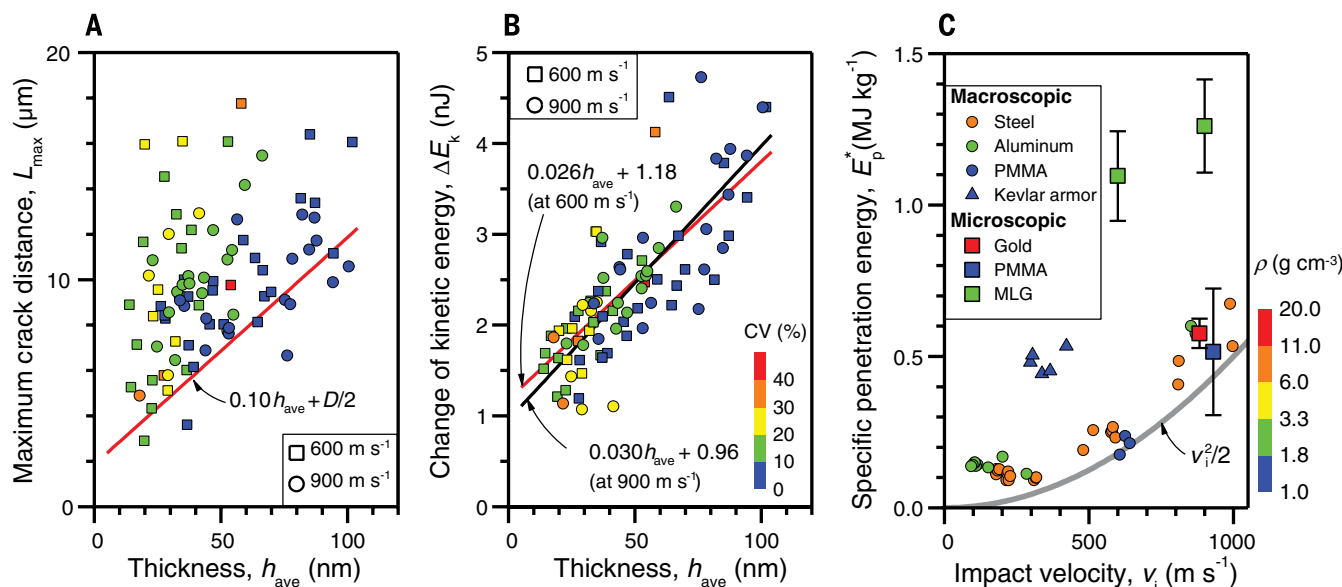 A
20
10
0
Maximum crack distance, Lmax (μm)
0.10have + D/2
600 m s-1
900 m s-1
0 50 100
Thickness, have (nm)
B
5
4
3
2
1
0
Change of kinetic energy, ΔEk (nJ)
600 m s-1
900 m s-1
0.026have + 1.18
(at 600 m s-1)
0.030have + 0.96
(at 900 m s-1)
CV (%)
40
30
20
10
0
0 50 100
Thickness, have (nm)
C
1.5
1.0
0.5
0.0
Specific penetration energy, Ep* (MJ kg-1)
Macroscopic
Steel
Aluminum
PMMA
Kevlar armor
Microscopic
Gold
PMMA
MLG
vi2/2
ρ (g cm-3)
20.0
11.0
6.0
3.3
1.8
1.0
0 500 1000
Impact velocity, vi (m s-1)